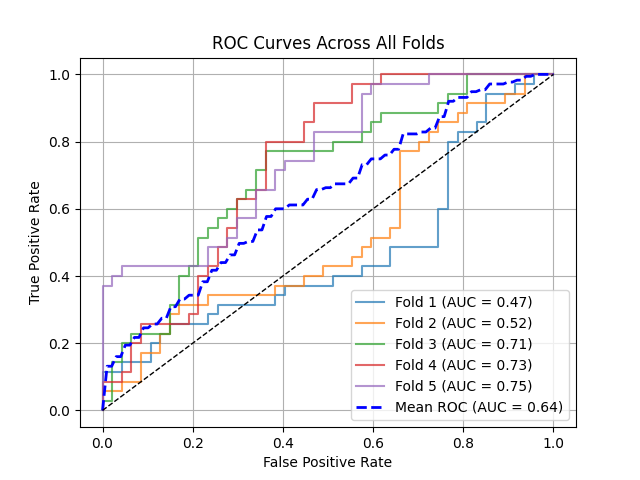 ROC Curves Across All Folds
True Positive Rate
1.0
0.8
0.6
0.4
0.2
0.0
Fold 1 (AUC = 0.47)
Fold 2 (AUC = 0.52)
Fold 3 (AUC = 0.71)
Fold 4 (AUC = 0.73)
Fold 5 (AUC = 0.75)
Mean ROC (AUC = 0.64)
0.0 0.2 0.4 0.6 0.8 1.0
False Positive Rate